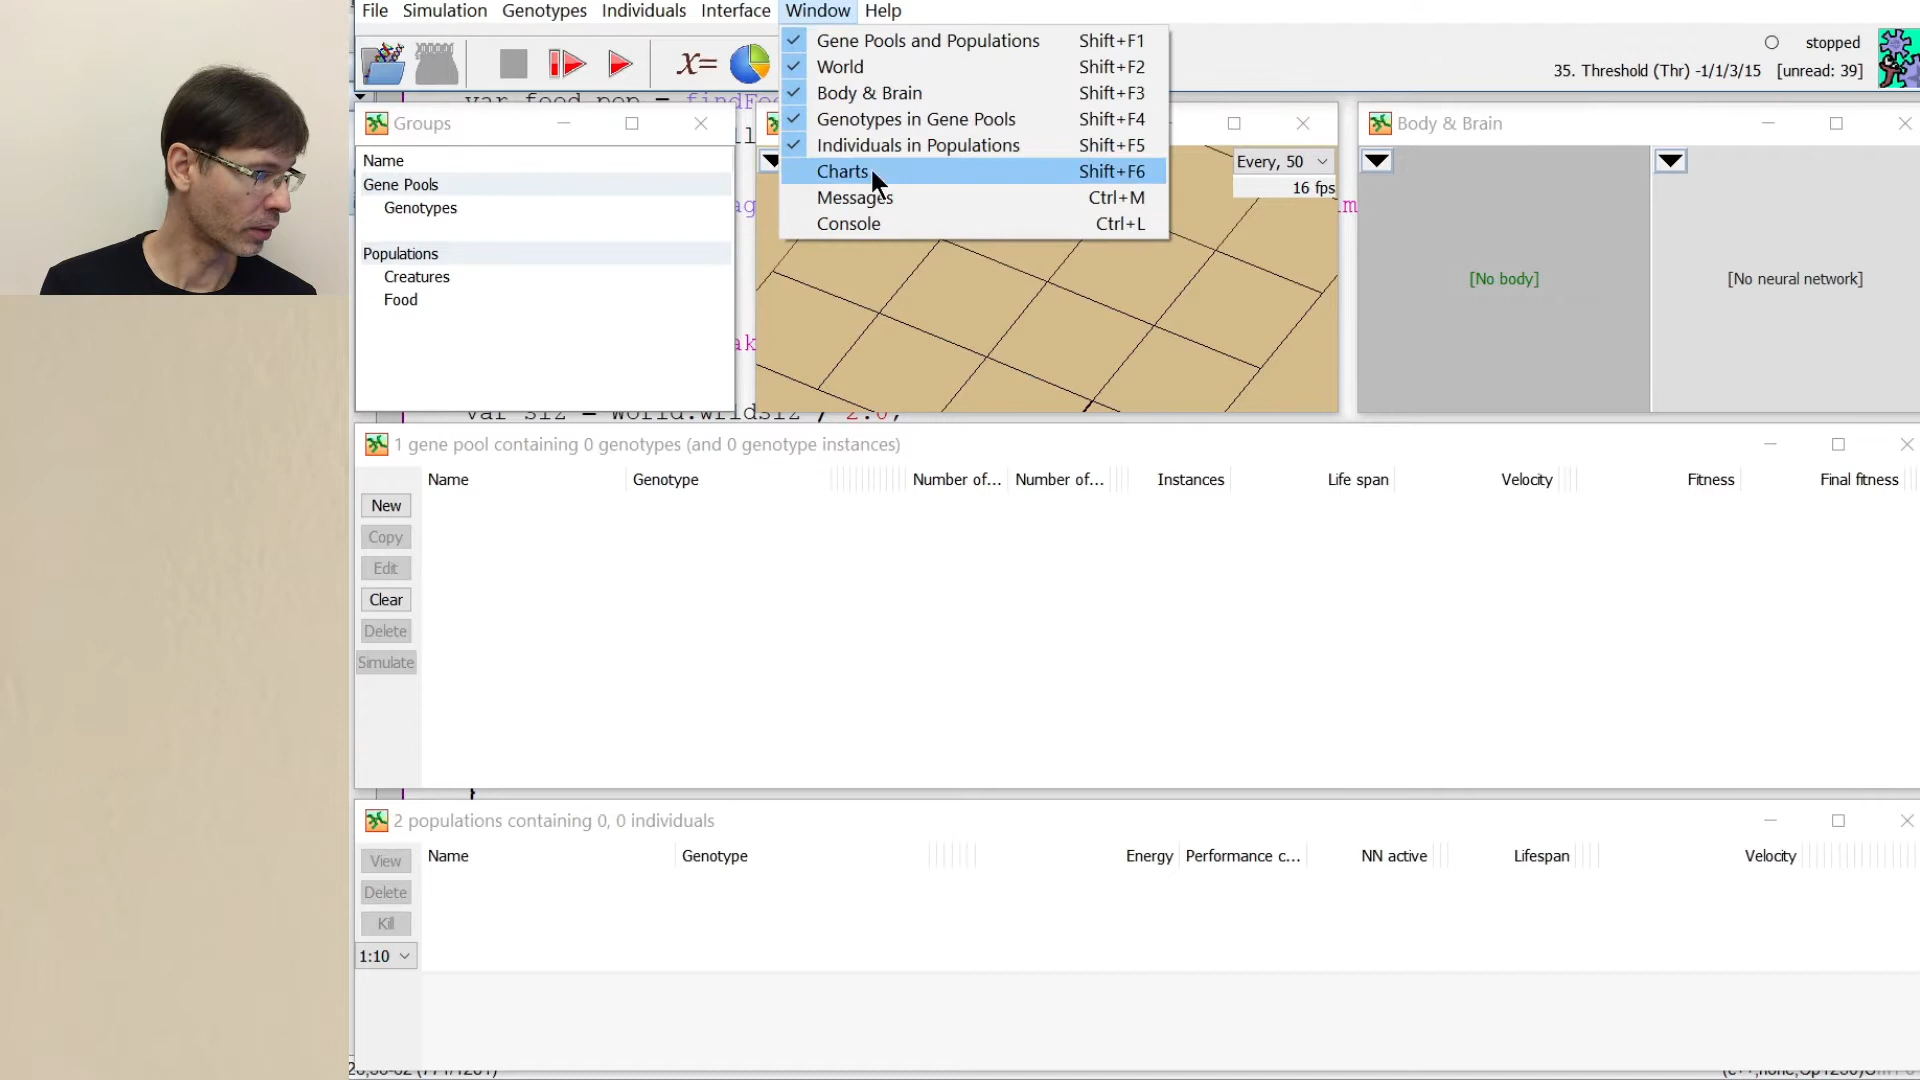 File Simulation Genotypes Individuals Interface Window Help
Gene Pools and Populations Shift+F1
World Shift+F2
Body & Brain Shift+F3
Genotypes in Gene Pools Shift+F4
Individuals in Populations Shift+F5
Charts Shift+F6
Messages Ctrl+M
Console Ctrl+L
x=
stopped
35. Threshold (Thr) -1/1/3/15 [unread: 39]
var food_pop = findFo
Groups
Name
Gene Pools
Genotypes
Populations
Creatures
Food
Every, 50
16 fps
Body & Brain
[No body]
[No neural network]
1 gene pool containing 0 genotypes (and 0 genotype instances)
Name Genotype Number of... Number of... Instances Life span Velocity Fitness Final fitness
New
Copy
Edit
Clear
Delete
Simulate
}
2 populations containing 0, 0 individuals
Name Genotype Energy Performance c... NN active Lifespan Velocity
View
Delete
Kill
1:10